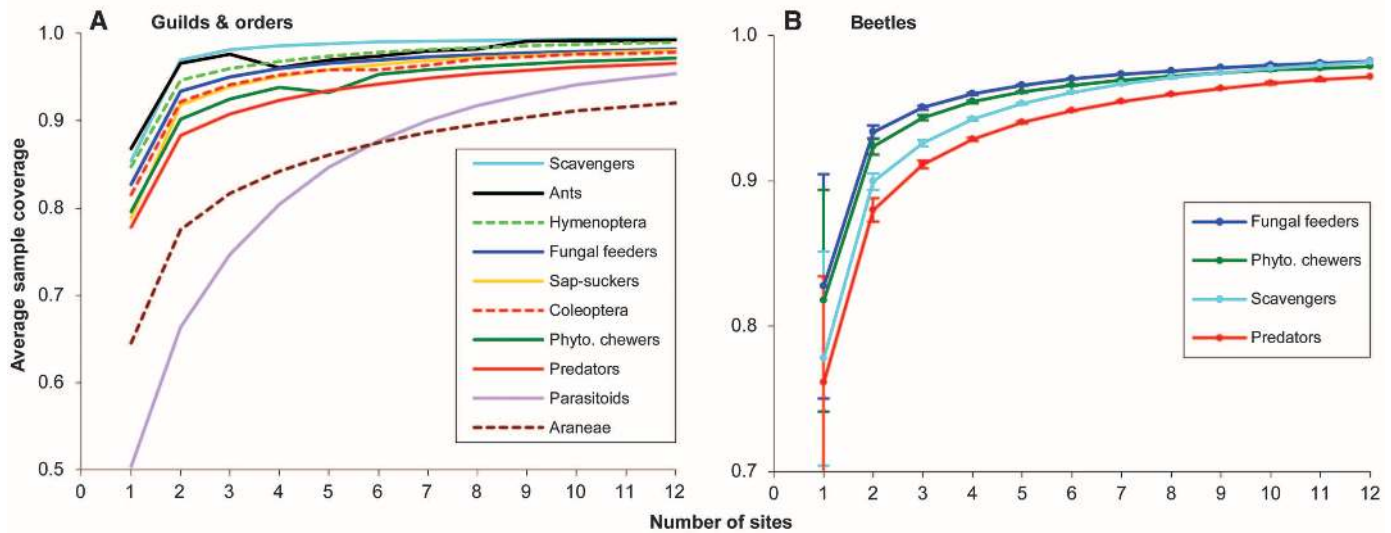 A Guilds & orders
Average sample coverage
1.0
0.9
0.8
0.7
0.6
0.5
0 1 2 3 4 5 6 7 8 9 10 11 12
Scavengers
Ants
Hymenoptera
Fungal feeders
Sap-suckers
Coleoptera
Phyto. chewers
Predators
Parasitoids
Araneae
B Beetles
1.0
0.9
0.8
0.7
0 1 2 3 4 5 6 7 8 9 10 11 12
Fungal feeders
Phyto. chewers
Scavengers
Predators
Number of sites